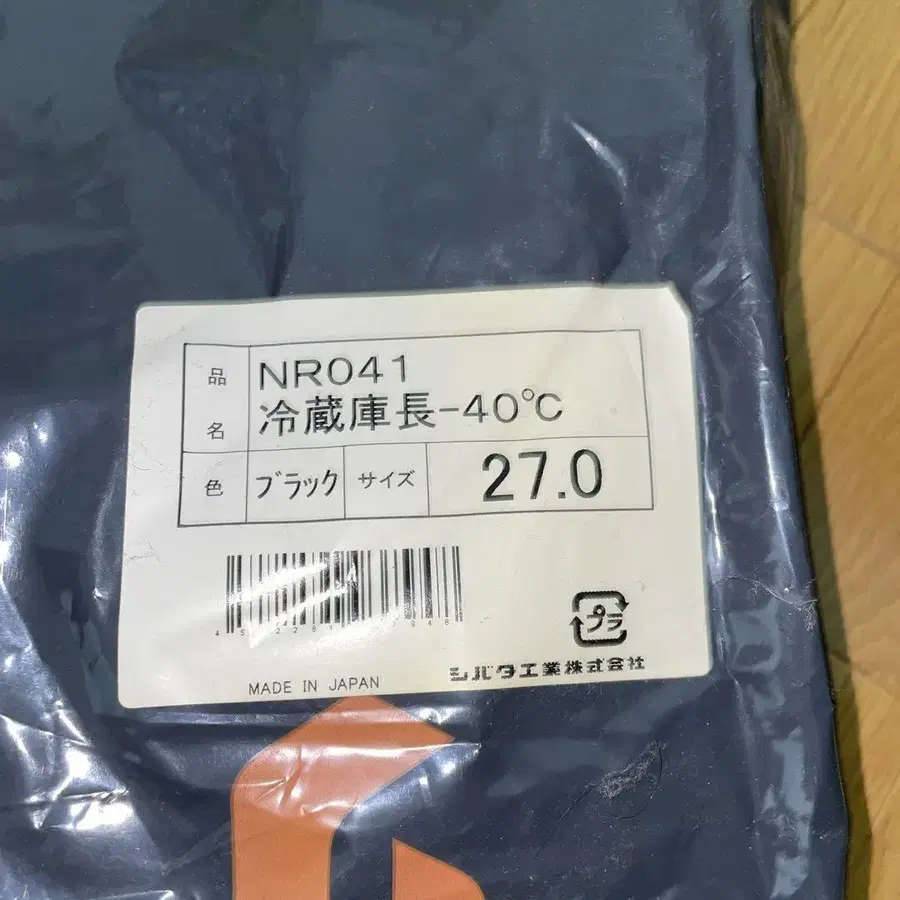 品名
NR041
冷蔵庫長-40℃
色 ブラック サイズ 27.0
プラ
MADE IN JAPAN
シバタ工業株式会社